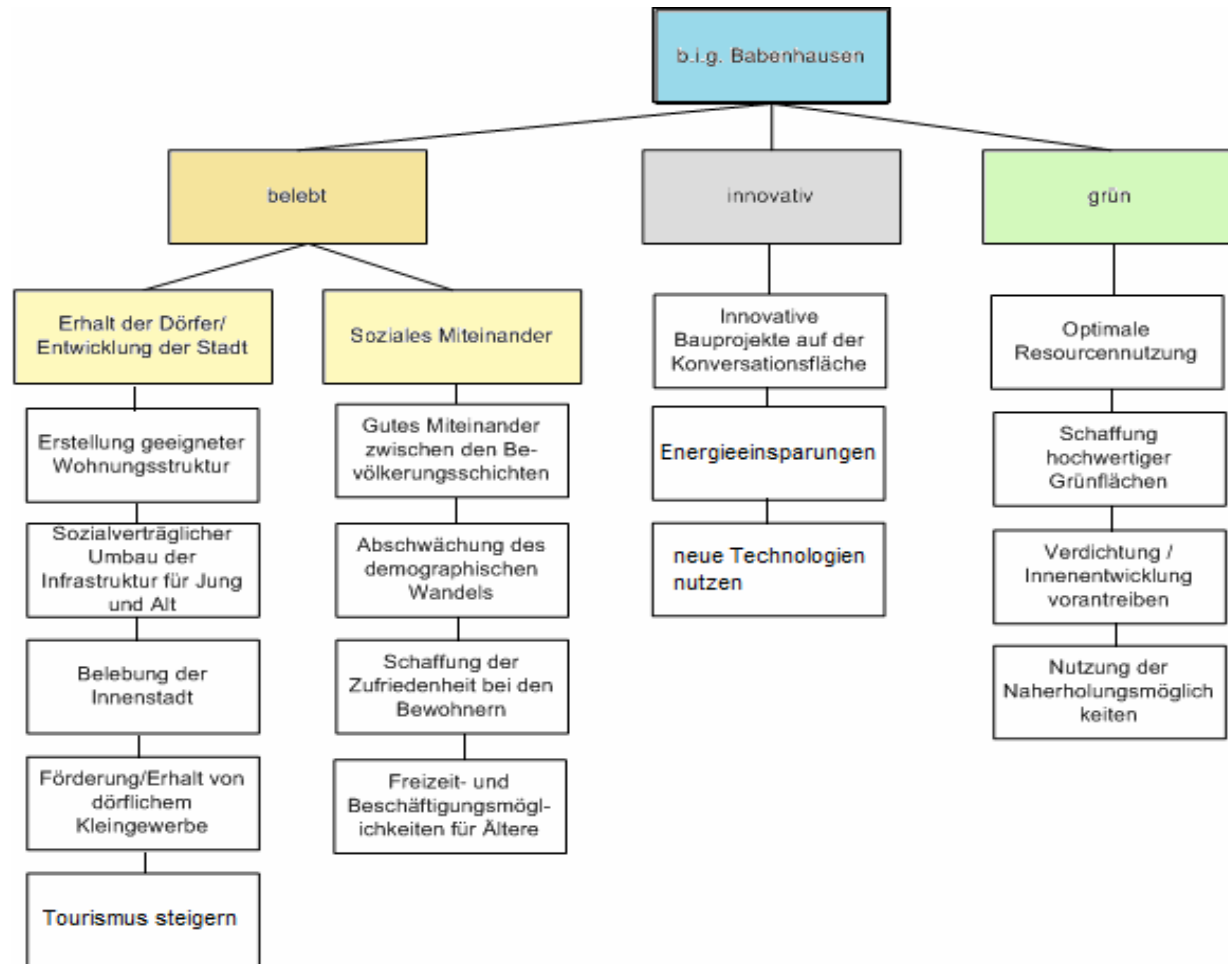 b.i.g. Babenhausen
belebt
innovativ
grün
Erhalt der Dörfer/
Entwicklung der Stadt
Erstellung geeigneter
Wohnungsstruktur
Sozialverträglicher
Umbau der
Infrastruktur für Jung
und Alt
Belebung der
Innenstadt
Förderung/Erhalt von
dörflichem
Kleingewerbe
Tourismus steigern
Soziales Miteinander
Gutes Miteinander
zwischen den Be-
völkerungsschichten
Abschwächung des
demographischen
Wandels
Schaffung der
Zufriedenheit bei den
Bewohnern
Freizeit- und
Beschäftigungsmögl-
ichkeiten für Ältere
Innovative
Bauprojekte auf der
Konversationsfläche
Energieeinsparungen
neue Technologien
nutzen
Optimale
Resourcennutzung
Schaffung
hochwertiger
Grünflächen
Verdichtung /
Innenentwicklung
vorantreiben
Nutzung der
Naherholungsmöglich
keiten